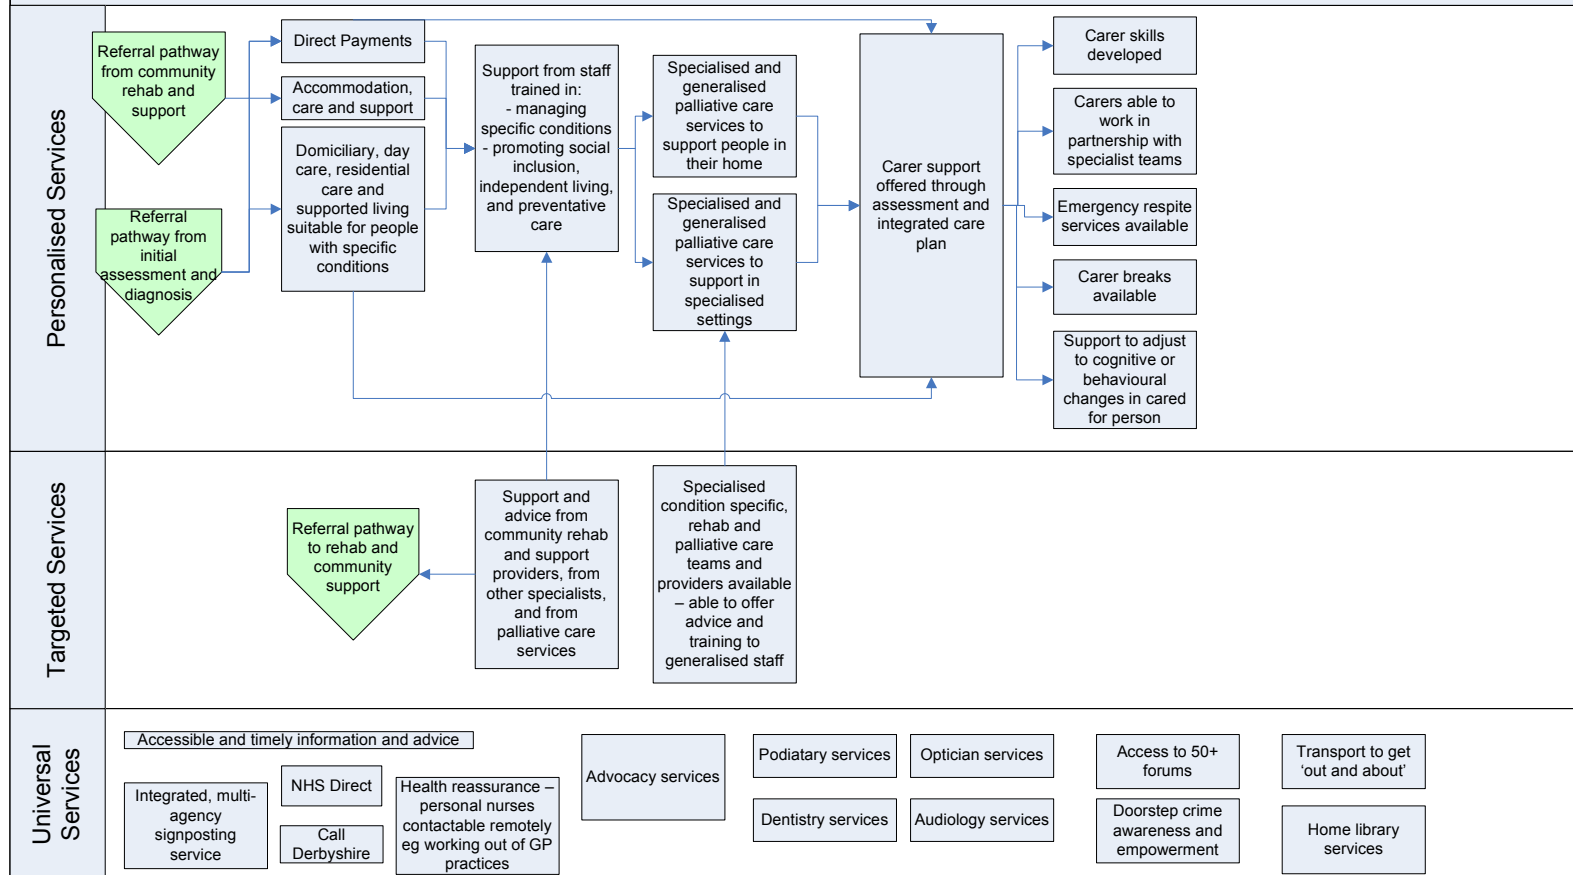 Personalised Services
Referral pathway
from community
rehab and
support
Referral
pathway from
initial
assessment and
diagnosis
Direct Payments
Accommodation,
care and support
Domiciliary, day
care, residential
care and
supported living
suitable for people
with specific
conditions
Support from staff
trained in:
- managing
specific conditions
- promoting social
inclusion,
independent living,
and preventative
care
Specialised and
generalised
palliative care
services to
support people in
their home
Specialised and
generalised
palliative care
services to
support in
specialised
settings
Carer support
offered through
assessment and
integrated care
plan
Carer skills
developed
Carers able to
work in
partnership with
specialist teams
Emergency respite
services available
Carer breaks
available
Support to adjust
to cognitive or
behavioural
changes in cared
for person
Targeted Services
Referral pathway
to rehab and
community
support
Support and
advice from
community rehab
and support
providers, from
other specialists,
and from
palliative care
services
Specialised
condition specific,
rehab and
palliative care
teams and
providers available
– able to offer
advice and
training to
generalised staff
Universal
Services
Accessible and timely information and advice
Integrated, multi-
agency
signposting
service
NHS Direct
Call
Derbyshire
Health reassurance –
personal nurses
contactable remotely
eg working out of GP
practices
Advocacy services
Podiatary services
Dentistry services
Optician services
Audiology services
Access to 50+
forums
Doorstep crime
awareness and
empowerment
Transport to get
‘out and about’
Home library
services